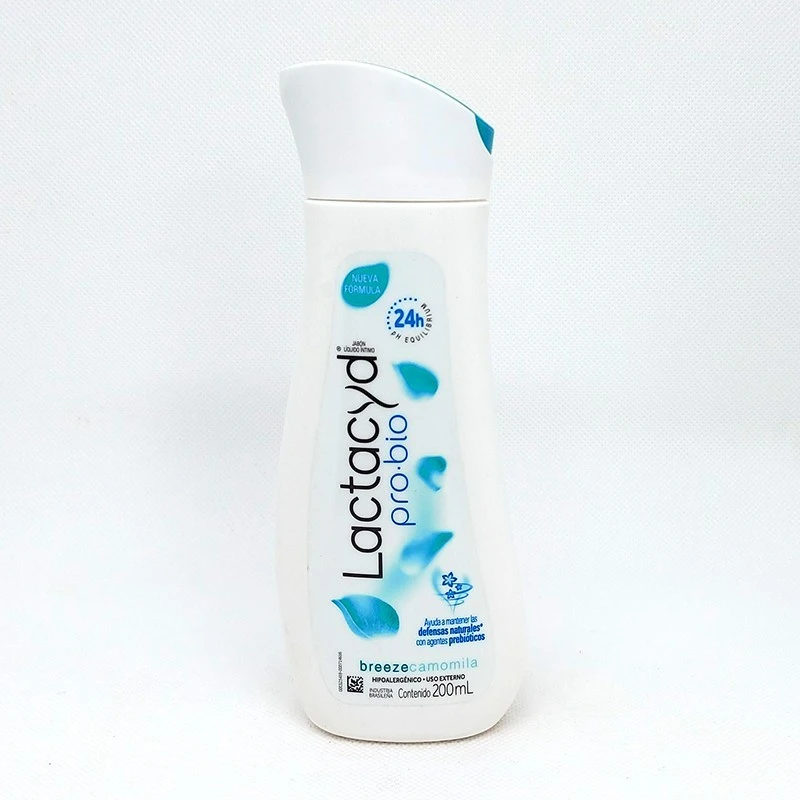 NUEVA
FÓRMULA
24h
PH EQUILIBRIUM
JABÓN
LÍQUIDO ÍNTIMO
Lactacyd
pro·bio
Ayuda a mantener las
defensas naturales*
con agentes prebióticos
breezecamomila
HIPOALERGÉNICO • USO EXTERNO
INDUSTRIA
BRASILEÑA
Contenido 200mL